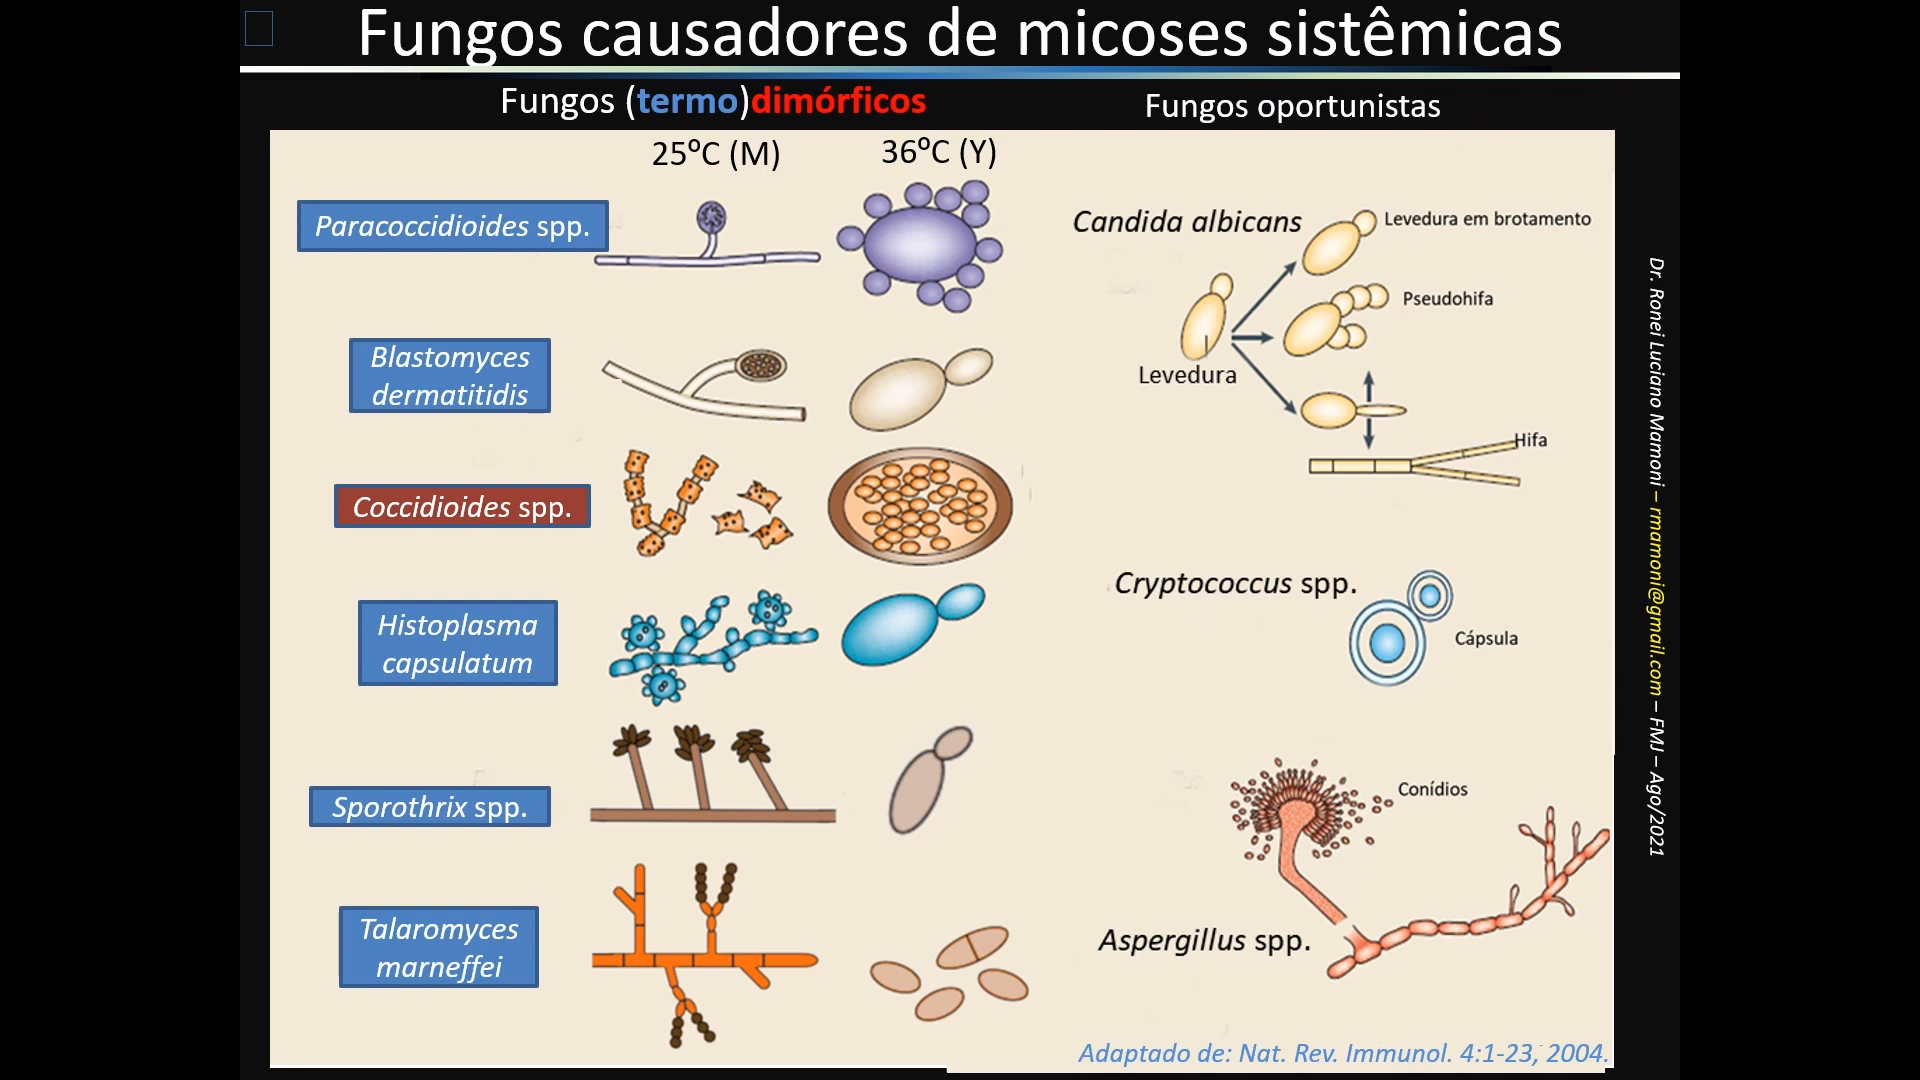 Fungos causadores de micoses sistêmicas
Fungos (termo)dimórficos
Fungos oportunistas
25ºC (M)
36ºC (Y)
Paracoccidioides spp.
Blastomyces
dermatitidis
Coccidioides spp.
Histoplasma
capsulatum
Sporothrix spp.
Talaromyces
marneffei
Candida albicans
Levedura em brotamento
Pseudohifa
Levedura
Hifa
Cryptococcus spp.
Cápsula
Conídios
Aspergillus spp.
Adaptado de: Nat. Rev. Immunol. 4:1-23, 2004.
Dr. Ronei Luciano Mamoni – rmamoni@gmail.com – FMJ – Ago/2021